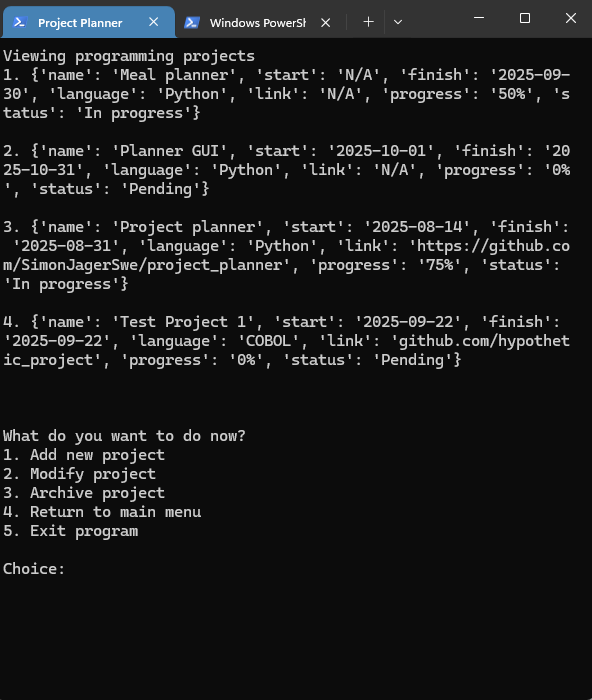 Project Planner
Windows PowerSh
Viewing programming projects
1. {'name': 'Meal planner', 'start': 'N/A', 'finish': '2025-09-
30', 'language': 'Python', 'link': 'N/A', 'progress': '50%', 's
tatus': 'In progress'}
2. {'name': 'Planner GUI', 'start': '2025-10-01', 'finish': '20
25-10-31', 'language': 'Python', 'link': 'N/A', 'progress': '0%
', 'status': 'Pending'}
3. {'name': 'Project planner', 'start': '2025-08-14', 'finish':
 '2025-08-31', 'language': 'Python', 'link': 'https://github.co
m/SimonJagerSwe/project_planner', 'progress': '75%', 'status':
'In progress'}
4. {'name': 'Test Project 1', 'start': '2025-09-22', 'finish':
'2025-09-22', 'language': 'COBOL', 'link': 'github.com/hypothet
ic_project', 'progress': '0%', 'status': 'Pending'}
What do you want to do now?
1. Add new project
2. Modify project
3. Archive project
4. Return to main menu
5. Exit program
Choice: